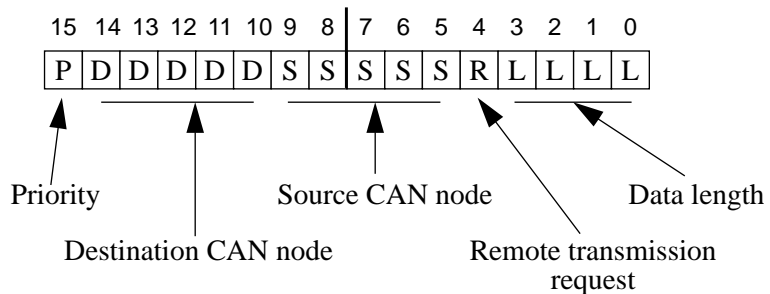 15 14 13 12 11 10 9 8 7 6 5 4 3 2 1 0
P D D D D D S S S S S R L L L L
Priority
Source CAN node
Data length
Destination CAN node
Remote transmission
request